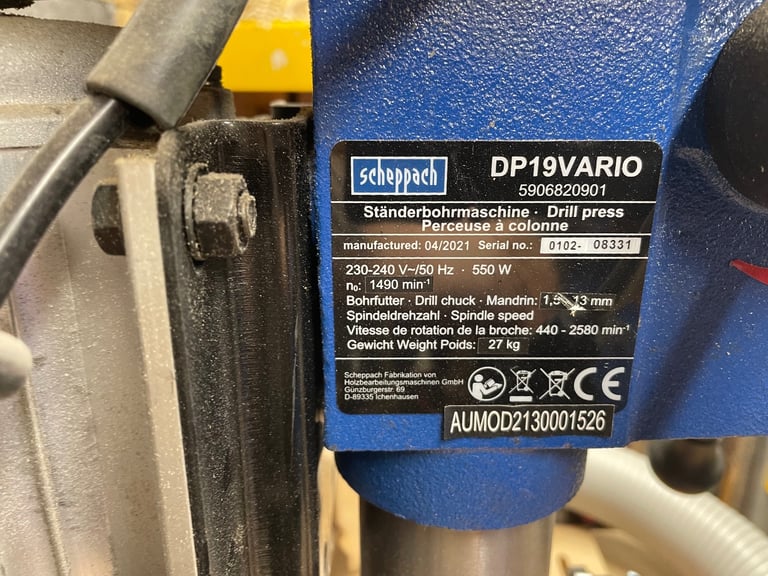 scheppach
DP19VARIO
5906820901
Ständerbohrmaschine · Drill press
Perceuse à colonne
manufactured: 04/2021 Serial no.: 0102- 08331
230-240 V~/50 Hz · 550 W
n₀: 1490 min-1
Bohrfutter · Drill chuck · Mandrin: 13 mm
Spindeldrehzahl · Spindle speed
Vitesse de rotation de la broche: 440 - 2580 min-1
Gewicht Weight Poids: 27 kg
Scheppach Fabrikation von
Holzbearbeitungsmaschinen GmbH
Günzburgerstr. 69
D-89335 Ichenhausen
CE
AUMOD2130001526